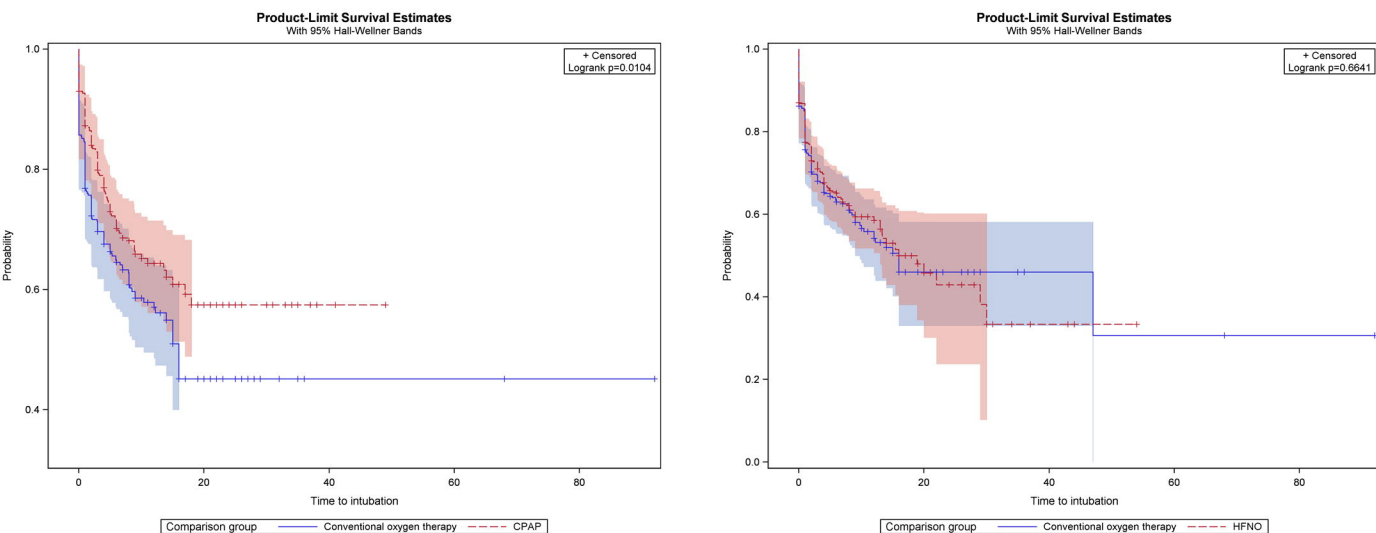 Product-Limit Survival Estimates
With 95% Hall-Wellner Bands
+ Censored
Logrank p=0.0104
1.0
0.8
0.6
0.4
Probability
0 20 40 60 80
Time to intubation
Comparison group Conventional oxygen therapy CPAP
Product-Limit Survival Estimates
With 95% Hall-Wellner Bands
+ Censored
Logrank p=0.6641
1.0
0.8
0.6
0.4
0.2
0.0
Probability
0 20 40 60 80
Time to intubation
Comparison group Conventional oxygen therapy HFNO